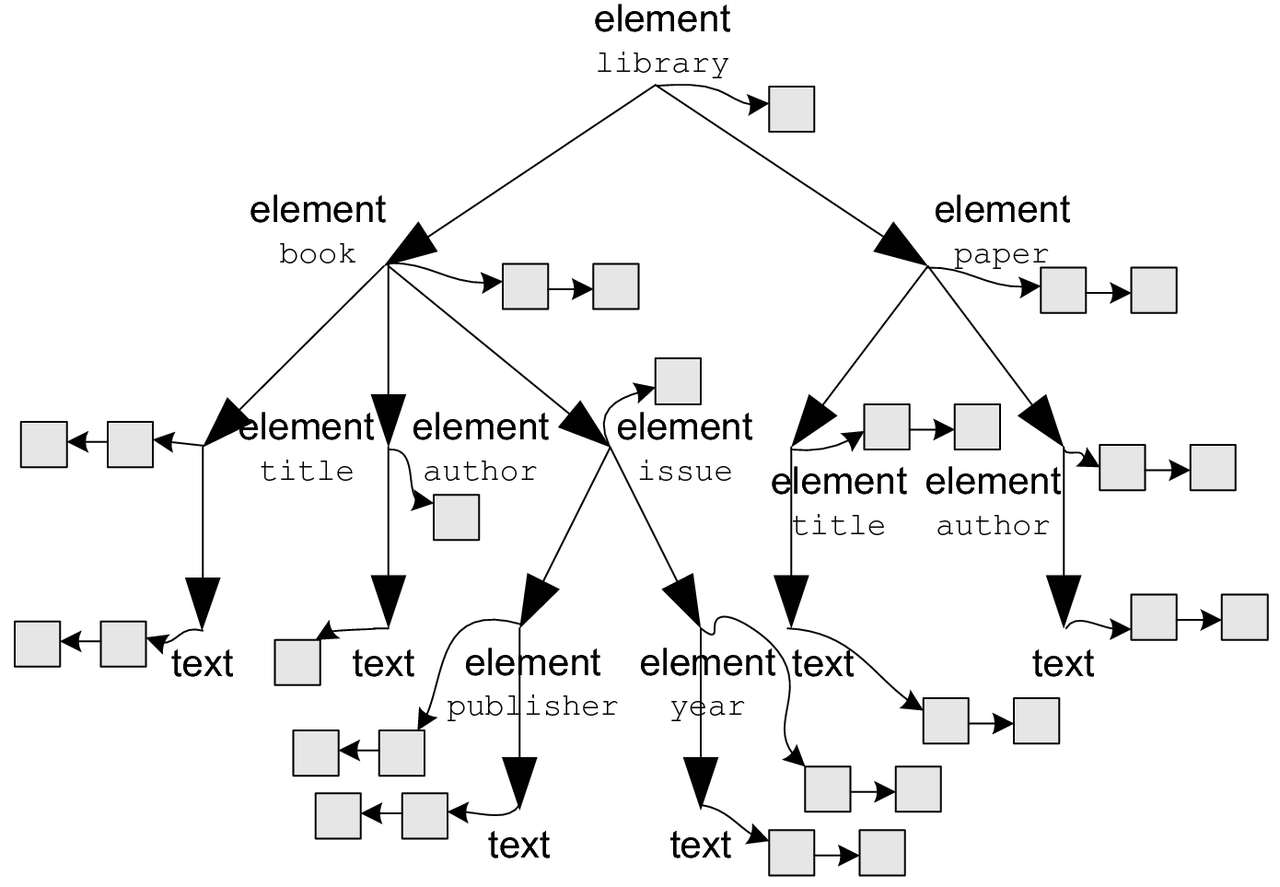 element
library
element
book
element
paper
element
title
element
author
element
issue
element
title
element
author
text
text
element
publisher
element
year
text
text
text
text